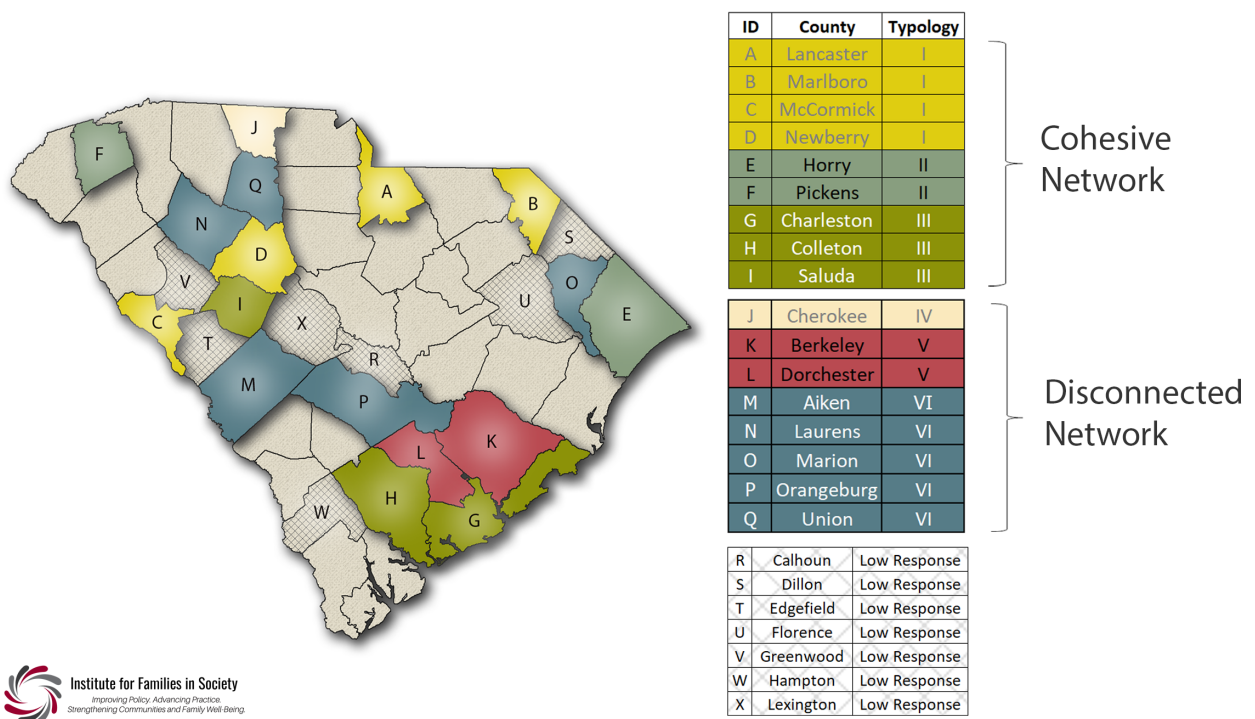 ID County Typology
A Lancaster I
B Marlboro I
C McCormick I
D Newberry I
E Horry II
F Pickens II
G Charleston III
H Colleton III
I Saluda III
Cohesive
Network
J Cherokee IV
K Berkeley V
L Dorchester V
M Aiken VI
N Laurens VI
O Marion VI
P Orangeburg VI
Q Union VI
Disconnected
Network
R Calhoun Low Response
S Dillon Low Response
T Edgefield Low Response
U Florence Low Response
V Greenwood Low Response
W Hampton Low Response
X Lexington Low Response
J
F
Q
A
B
N
S
D
V
O
U
I
E
C
X
T
R
M
P
K
L
H
W
G
Institute for Families in Society
Improving Policy. Advancing Practice.
Strengthening Communities and Family Well-Being.